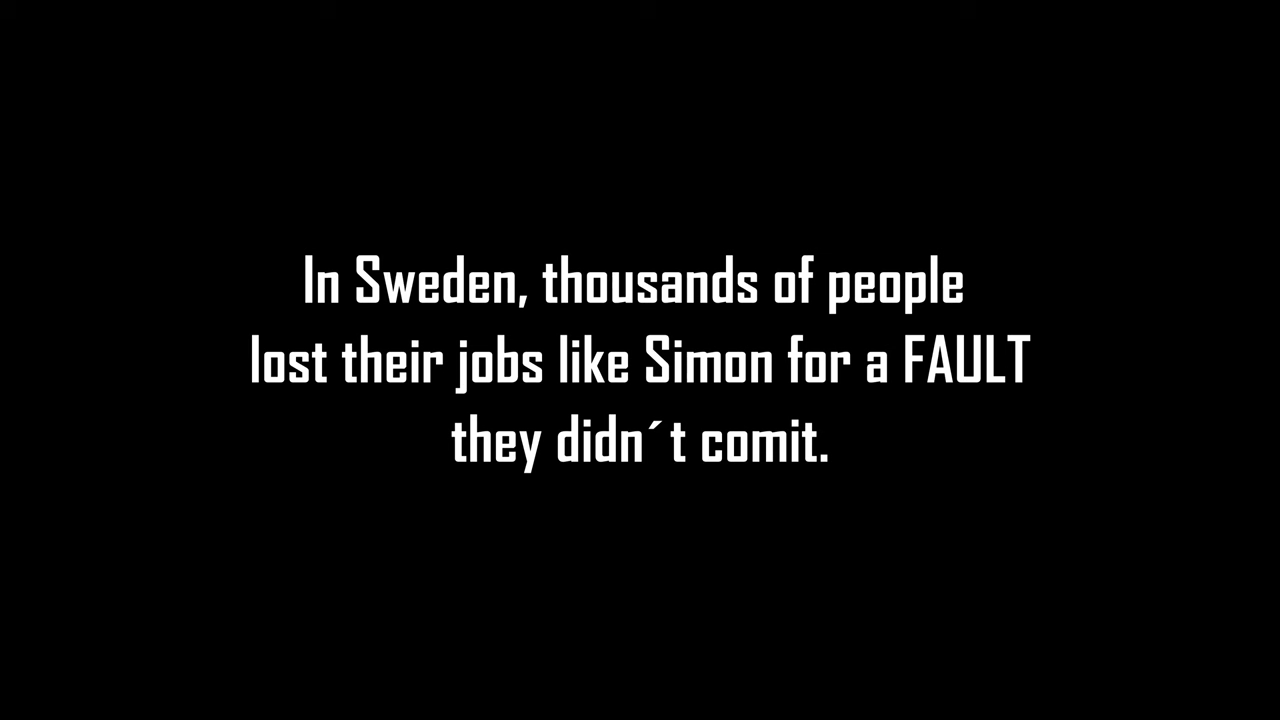 In Sweden, thousands of people
lost their jobs like Simon for a FAULT
they didn´t comit.